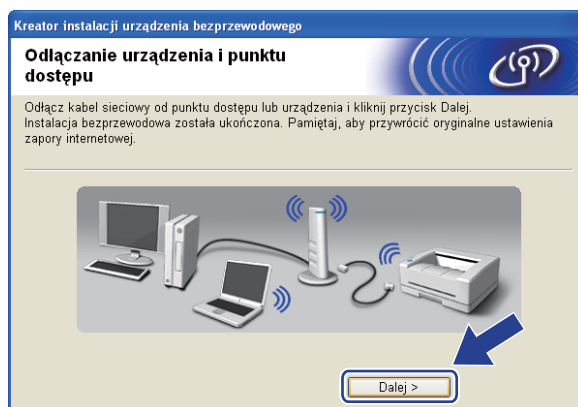 Kreator instalacji urządzenia bezprzewodowego
Odłączanie urządzenia i punktu
dostępu
Odłącz kabel sieciowy od punktu dostępu lub urządzenia i kliknij przycisk Dalej.
Instalacja bezprzewodowa została ukończona. Pamiętaj, aby przywrócić oryginalne ustawienia
zapory internetowej.
Dalej >